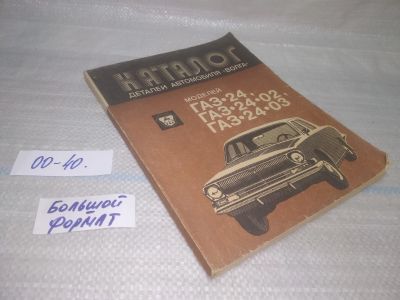 КАТАЛОГ
ДЕТАЛЕЙ АВТОМОБИЛЯ «ВОЛГА»
МОДЕЛЕЙ
ГАЗ-24,
ГАЗ-24-02,
ГАЗ-24-03
00-40.
БОЛЬШОЙ
ФОРМАТ